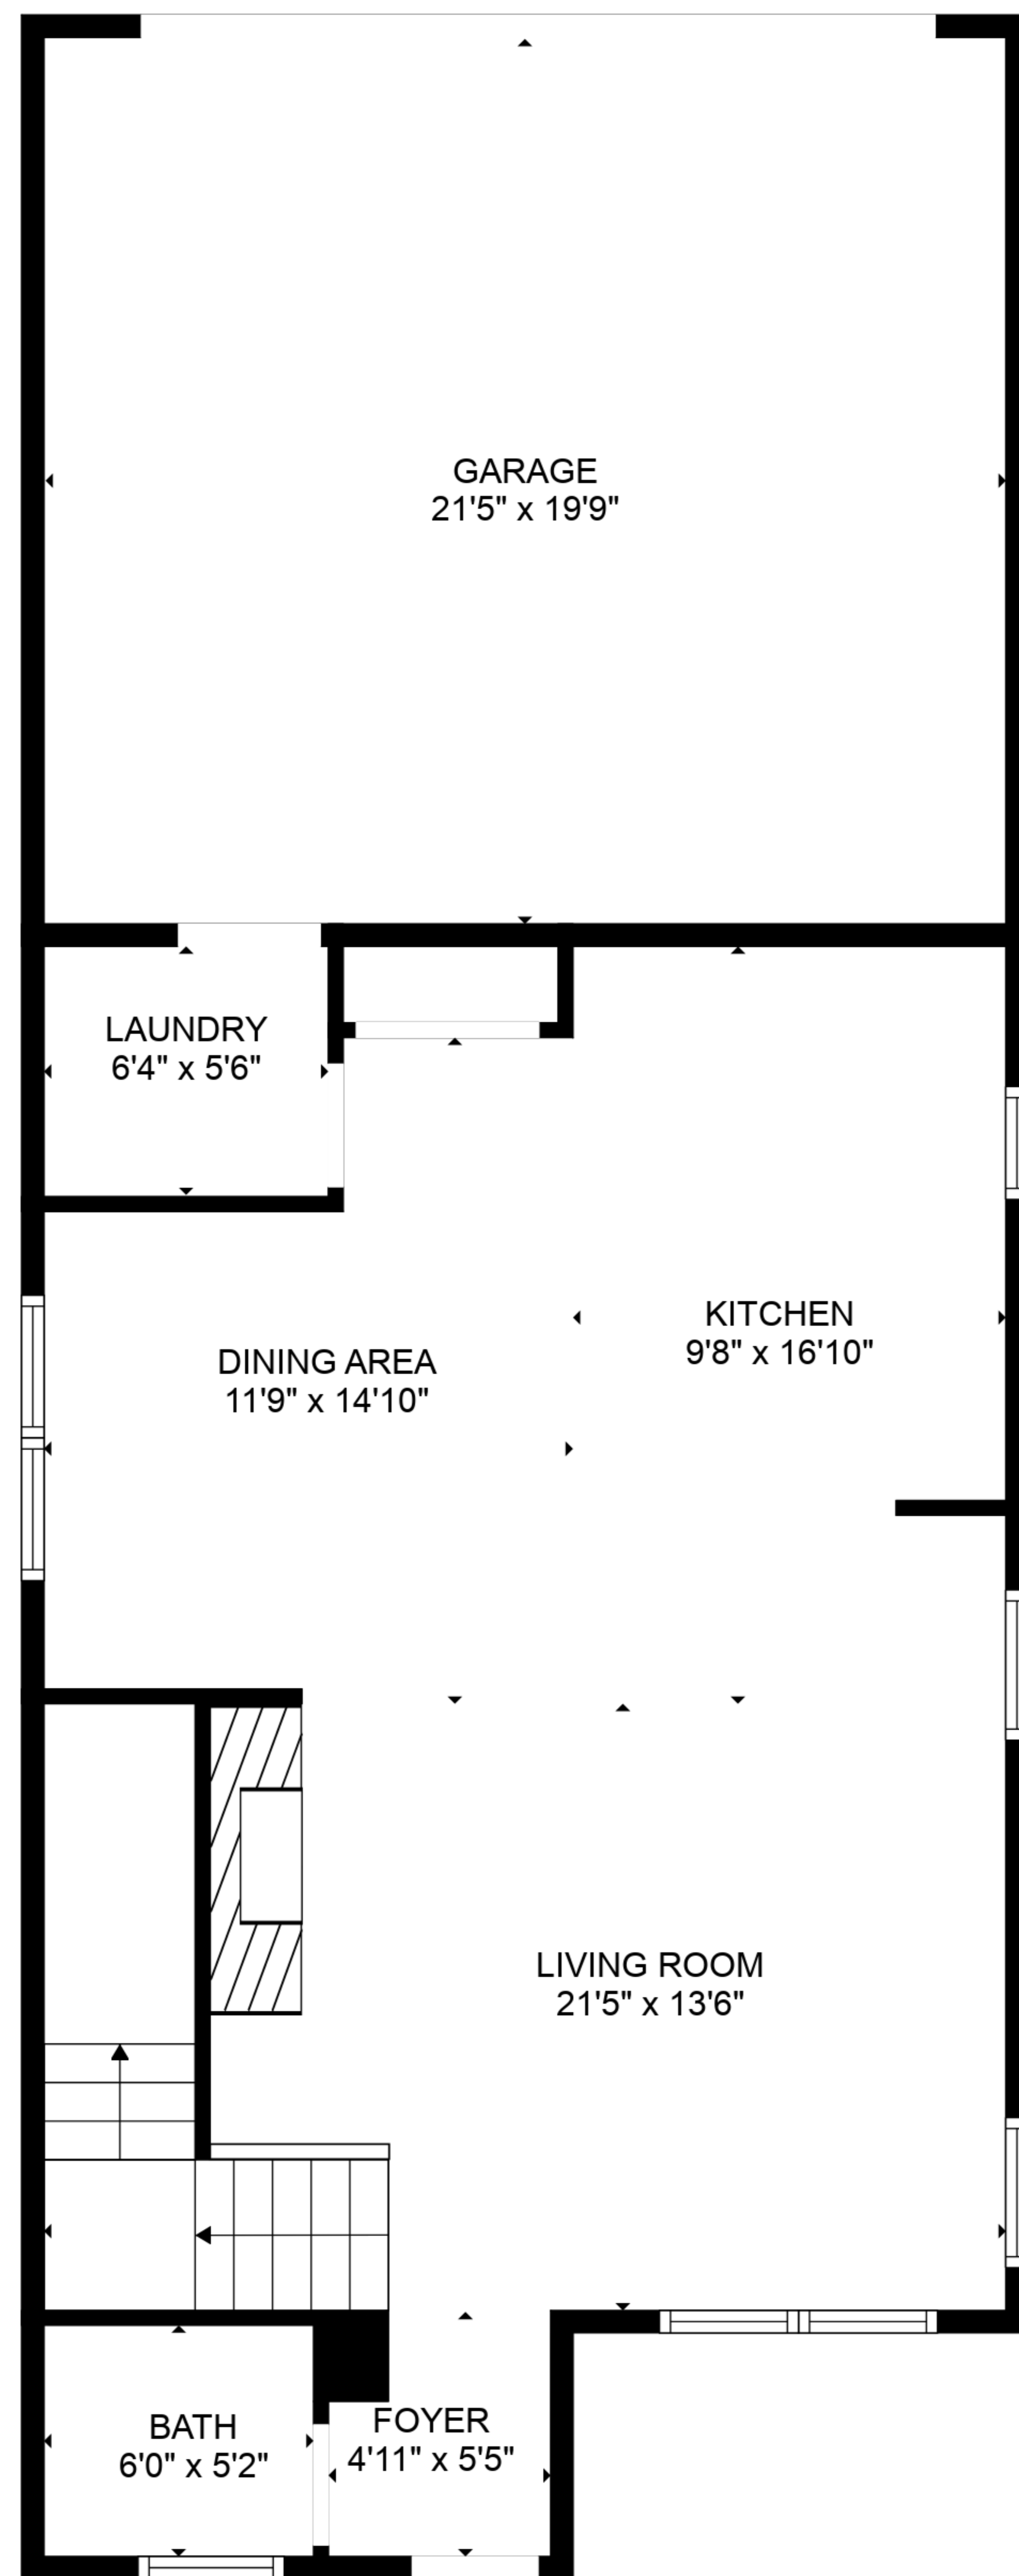 GARAGE
21'5" x 19'9"
LAUNDRY
6'4" x 5'6"
KITCHEN
9'8" x 16'10"
DINING AREA
11'9" x 14'10"
LIVING ROOM
21'5" x 13'6"
BATH
6'0" x 5'2"
FOYER
4'11" x 5'5"